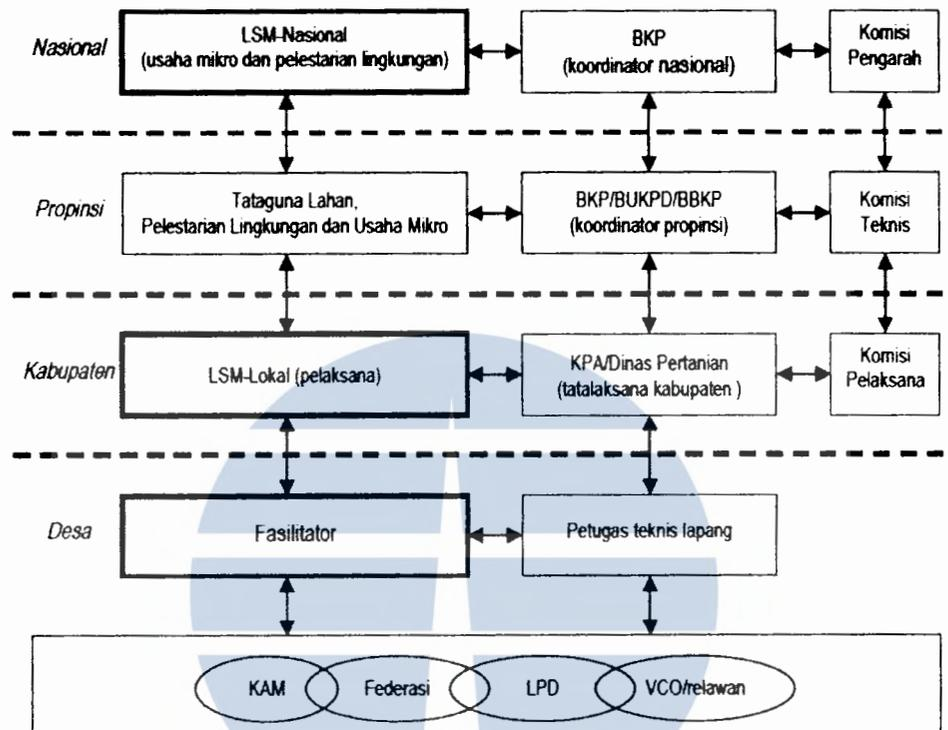 Nasional
LSM-Nasional
(usaha mikro dan pelestarian lingkungan)
BKP
(koordinator nasional)
Komisi
Pengarah
Propinsi
Tataguna Lahan,
Pelestarian Lingkungan dan Usaha Mikro
BKP/BUKPD/BBKP
(koordinator propinsi)
Komisi
Teknis
Kabupaten
LSM-Lokal (pelaksana)
KPA/Dinas Pertanian
(tatalaksana kabupaten )
Komisi
Pelaksana
Desa
Fasilitator
Petugas teknis lapang
KAM
Federasi
LPD
VCO/relawan